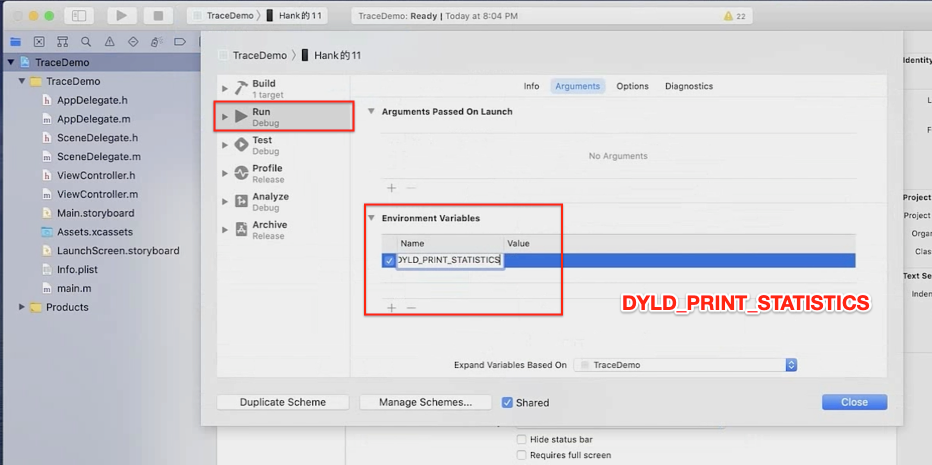 TraceDemo 〉 Hank的11
TraceDemo: Ready | Today at 8:04 PM
22
TraceDemo
TraceDemo
AppDelegate.h
AppDelegate.m
SceneDelegate.h
SceneDelegate.m
ViewController.h
ViewController.m
Main.storyboard
Assets.xcassets
LaunchScreen.storyboard
Info.plist
main.m
Products
TraceDemo 〉 Hank的11
Build
1 target
Run
Debug
Test
Debug
Profile
Release
Analyze
Debug
Archive
Release
Info Arguments Options Diagnostics
Arguments Passed On Launch
No Arguments
Environment Variables
Name Value
DYLD_PRINT_STATISTICS
DYLD_PRINT_STATISTICS
Expand Variables Based On TraceDemo
Duplicate Scheme Manage Schemes... Shared Close
Hide status bar
Requires full screen
Identity
Project
Project
Organ
Class
Text Se
Inden